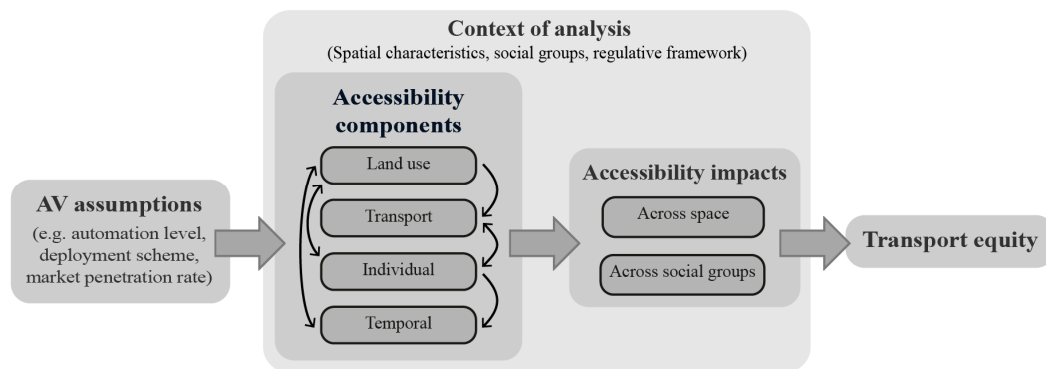 Context of analysis
(Spatial characteristics, social groups, regulative framework)
Accessibility
components
Land use
Transport
Individual
Temporal
AV assumptions
(e.g. automation level,
deployment scheme,
market penetration rate)
Accessibility impacts
Across space
Across social groups
Transport equity